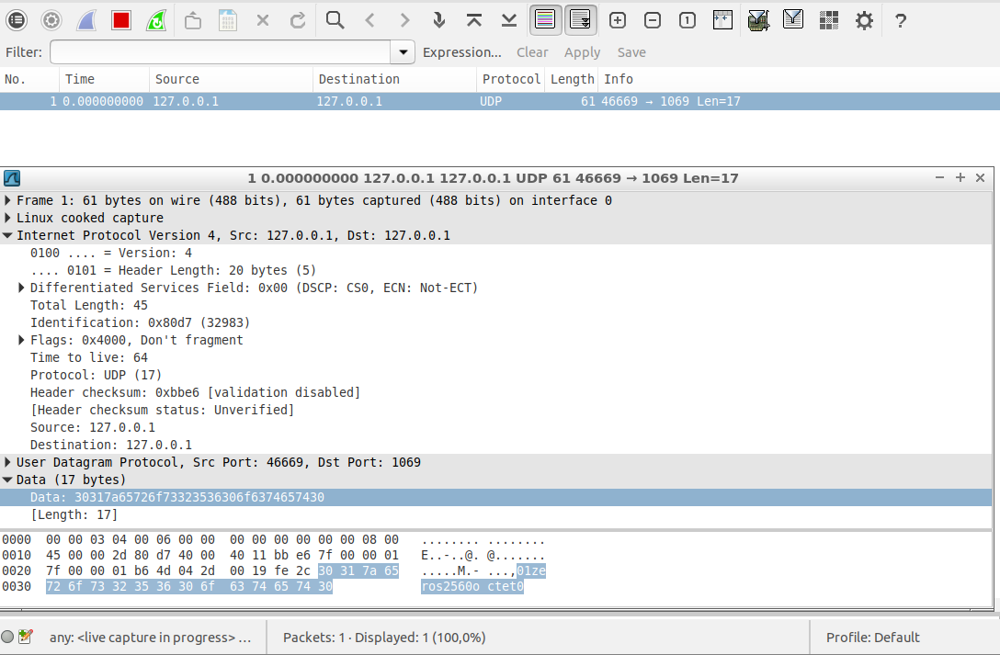 Filter: Expression... Clear Apply Save
No. Time Source Destination Protocol Length Info
1 0.000000000 127.0.0.1 127.0.0.1 UDP 61 46669 → 1069 Len=17
1 0.000000000 127.0.0.1 127.0.0.1 UDP 61 46669 → 1069 Len=17
Frame 1: 61 bytes on wire (488 bits), 61 bytes captured (488 bits) on interface 0
Linux cooked capture
Internet Protocol Version 4, Src: 127.0.0.1, Dst: 127.0.0.1
0100 .... = Version: 4
.... 0101 = Header Length: 20 bytes (5)
Differentiated Services Field: 0x00 (DSCP: CS0, ECN: Not-ECT)
Total Length: 45
Identification: 0x80d7 (32983)
Flags: 0x4000, Don't fragment
Time to live: 64
Protocol: UDP (17)
Header checksum: 0xbbe6 [validation disabled]
[Header checksum status: Unverified]
Source: 127.0.0.1
Destination: 127.0.0.1
User Datagram Protocol, Src Port: 46669, Dst Port: 1069
Data (17 bytes)
Data: 30317a65726f73323536306f6374657430
[Length: 17]
0000 00 00 03 04 00 06 00 00 00 00 00 00 00 00 08 00 ........ ........
0010 45 00 00 2d 80 d7 40 00 40 11 bb e6 7f 00 00 01 E..-..@. @.......
0020 7f 00 00 01 b6 4d 04 2d 00 19 fe 2c 30 31 7a 65 .....M.- ...,01ze
0030 72 6f 73 32 35 36 30 6f 63 74 65 74 30 ros2560o ctet0
any: <live capture in progress> ... Packets: 1 · Displayed: 1 (100,0%) Profile: Default